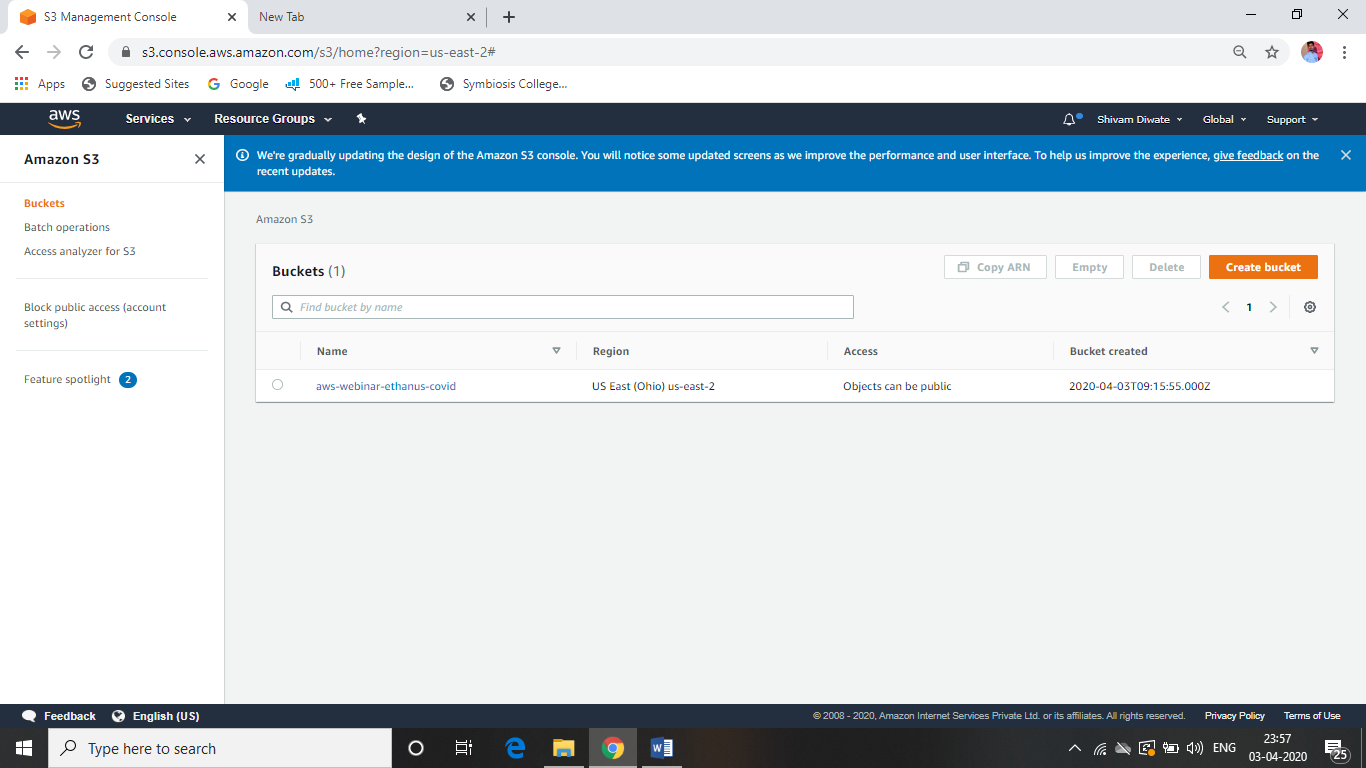 S3 Management Console
New Tab
s3.console.aws.amazon.com/s3/home?region=us-east-2#
Apps Suggested Sites Google 500+ Free Sample... Symbiosis College...
aws Services Resource Groups Shivam Diwate Global Support
Amazon S3
We're gradually updating the design of the Amazon S3 console. You will notice some updated screens as we improve the performance and user interface. To help us improve the experience, give feedback on the
recent updates.
Buckets
Batch operations
Access analyzer for S3
Block public access (account
settings)
Feature spotlight 2
Amazon S3
Buckets (1)
Copy ARN Empty Delete Create bucket
Find bucket by name
1
Name Region Access Bucket created
aws-webinar-ethanus-covid US East (Ohio) us-east-2 Objects can be public 2020-04-03T09:15:55.000Z
Feedback English (US) © 2008 - 2020, Amazon Internet Services Private Ltd. or its affiliates. All rights reserved. Privacy Policy Terms of Use
Type here to search
ENG
23:57
03-04-2020
25